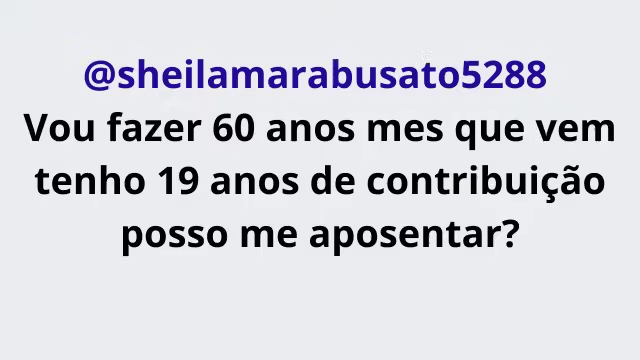 @sheilamarabusato5288
Vou fazer 60 anos mes que vem
tenho 19 anos de contribuição
posso me aposentar?